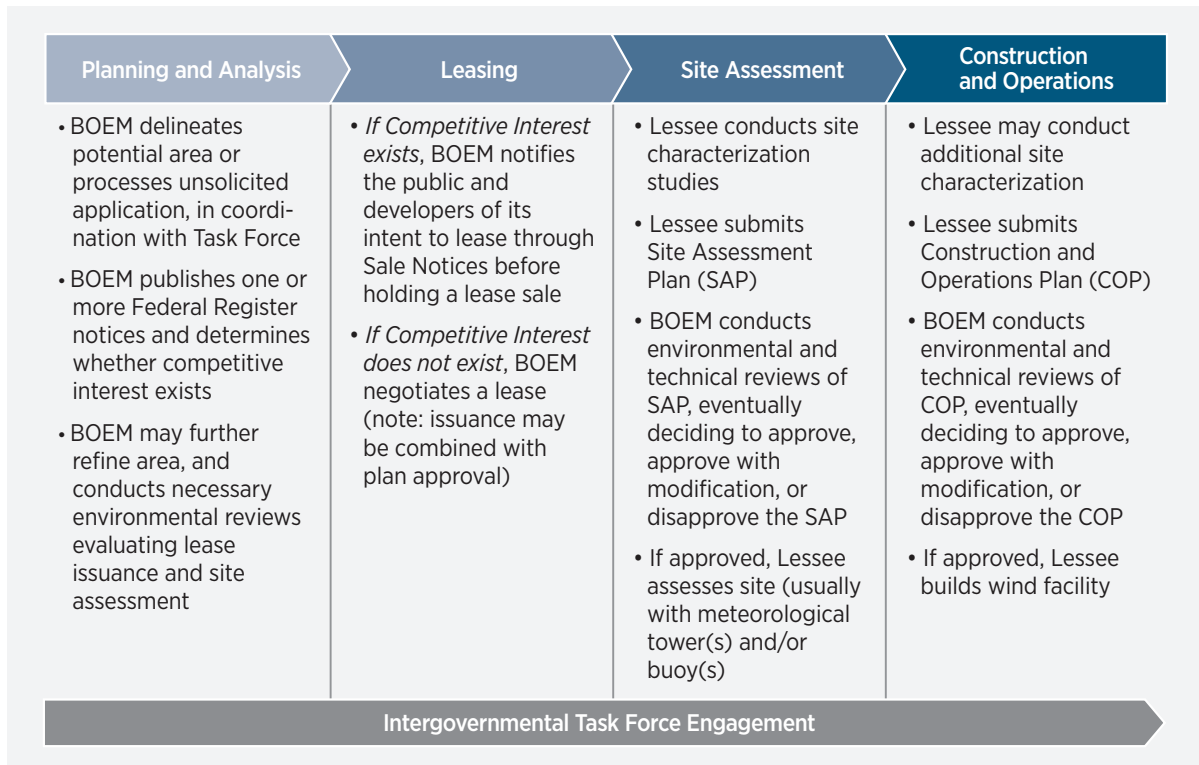 Planning and Analysis
• BOEM delineates
potential area or
processes unsolicited
application, in coordi-
nation with Task Force
• BOEM publishes one or
more Federal Register
notices and determines
whether competitive
interest exists
• BOEM may further
refine area, and
conducts necessary
environmental reviews
evaluating lease
issuance and site
assessment
Leasing
• If Competitive Interest
exists, BOEM notifies
the public and
developers of its
intent to lease through
Sale Notices before
holding a lease sale
• If Competitive Interest
does not exist, BOEM
negotiates a lease
(note: issuance may
be combined with
plan approval)
Site Assessment
• Lessee conducts site
characterization
studies
• Lessee submits
Site Assessment
Plan (SAP)
• BOEM conducts
environmental and
technical reviews of
SAP, eventually
deciding to approve,
approve with
modification, or
disapprove the SAP
• If approved, Lessee
assesses site (usually
with meteorological
tower(s) and/or
buoy(s)
Construction
and Operations
• Lessee may conduct
additional site
characterization
• Lessee submits
Construction and
Operations Plan (COP)
• BOEM conducts
environmental and
technical reviews of
COP, eventually
deciding to approve,
approve with
modification, or
disapprove the COP
• If approved, Lessee
builds wind facility
Intergovernmental Task Force Engagement